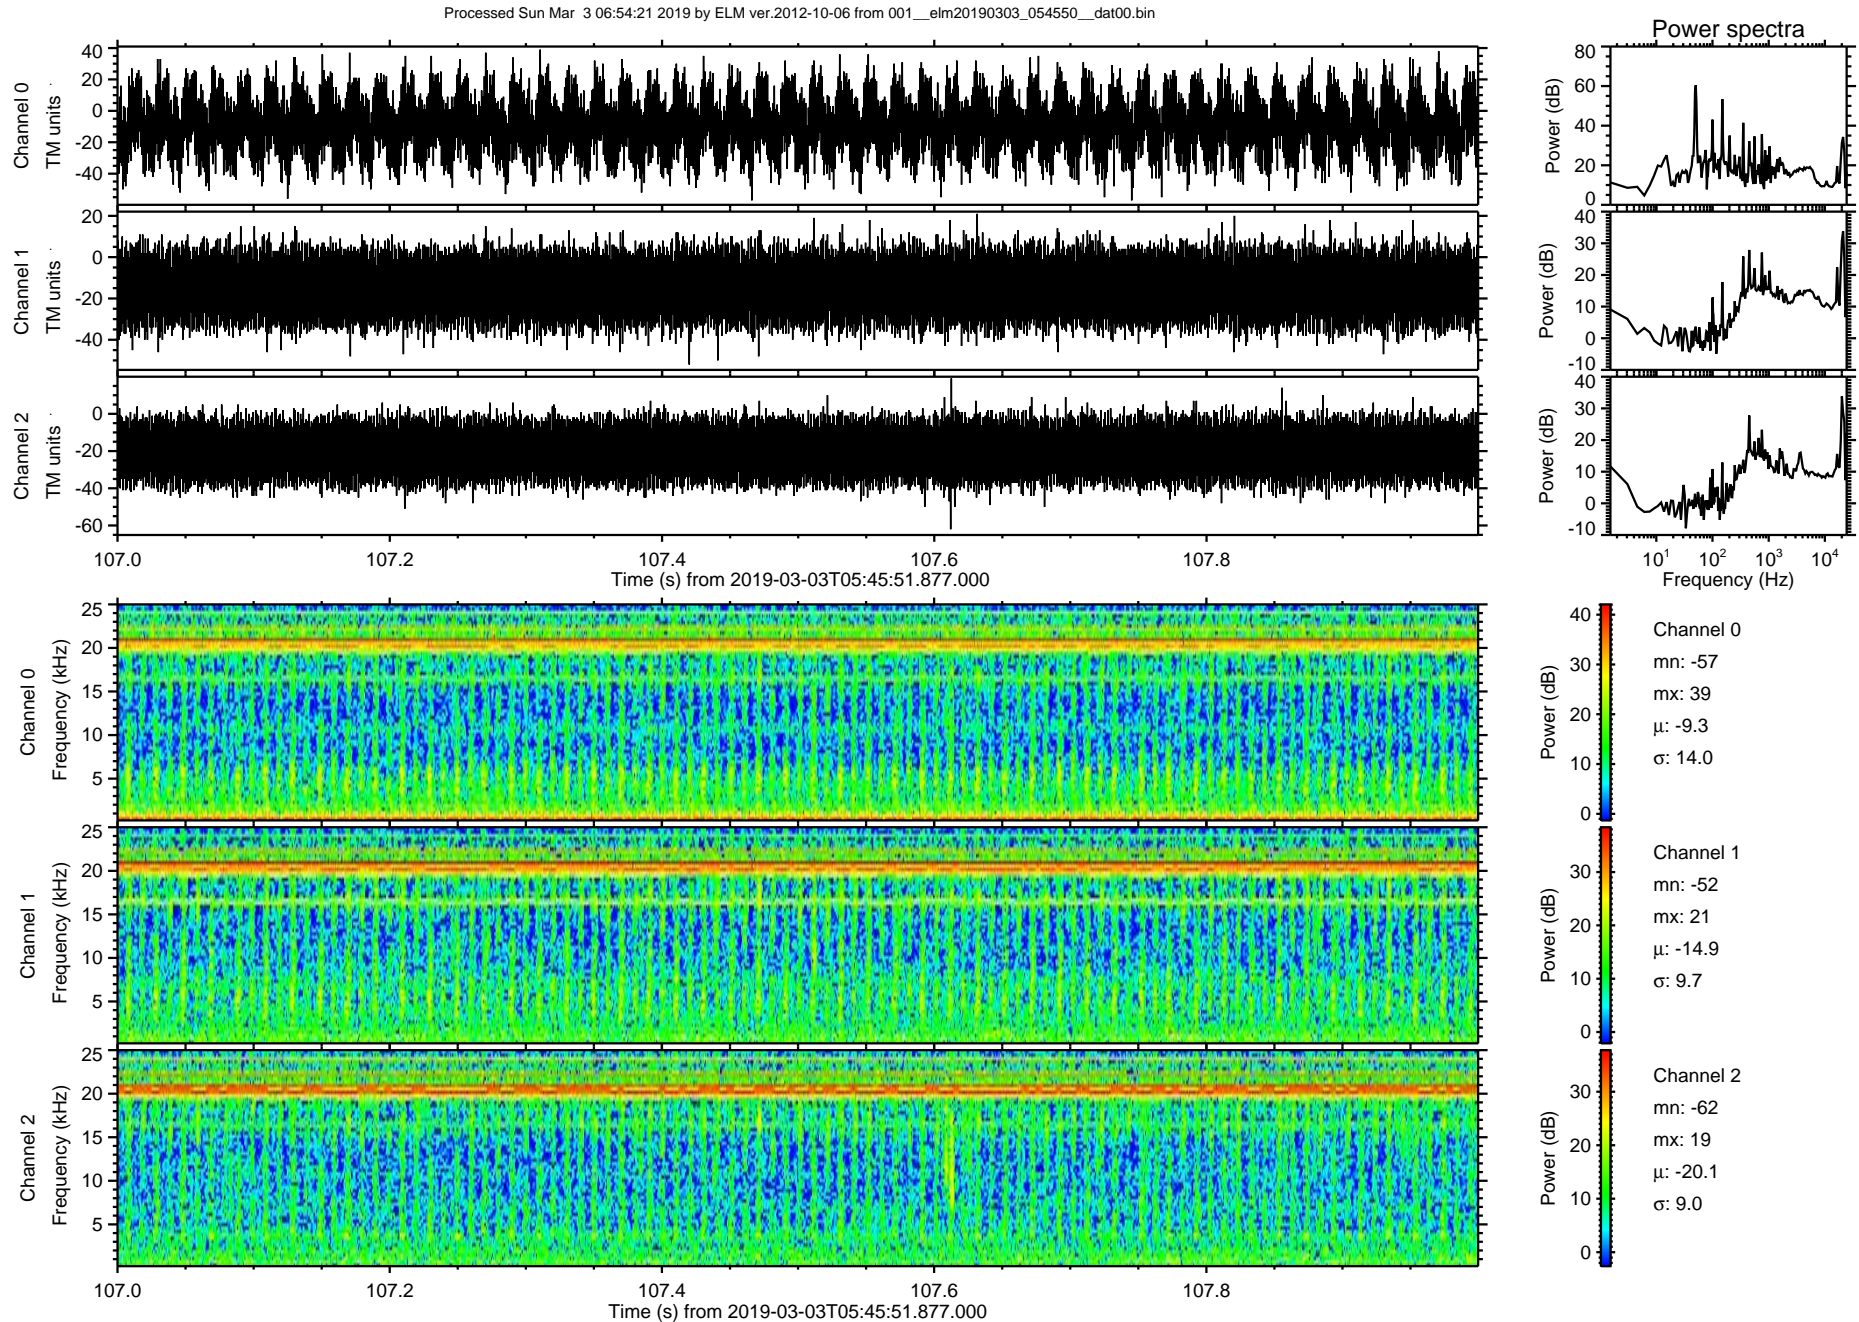 Processed Sun Mar  3 06:54:21 2019 by ELM ver.2012-10-06 from 001__elm20190303_054550__dat00.bin
Power spectra
Channel 0
TM units
40
20
0
-20
-40
Power (dB)
80
60
40
20
0
Channel 1
TM units
20
0
-20
-40
Power (dB)
40
30
20
10
0
-10
Channel 2
TM units
0
-20
-40
-60
Power (dB)
40
30
20
10
0
-10
107.0 107.2 107.4 107.6 107.8
Time (s) from 2019-03-03T05:45:51.877.000
10^1 10^2 10^3 10^4
Frequency (Hz)
Channel 0
Frequency (kHz)
25
20
15
10
5
Power (dB)
40
30
20
10
0
Channel 0
mn: -57
mx: 39
μ: -9.3
σ: 14.0
Channel 1
Frequency (kHz)
25
20
15
10
5
Power (dB)
30
20
10
0
Channel 1
mn: -52
mx: 21
μ: -14.9
σ: 9.7
Channel 2
Frequency (kHz)
25
20
15
10
5
Power (dB)
30
20
10
0
Channel 2
mn: -62
mx: 19
μ: -20.1
σ: 9.0
107.0 107.2 107.4 107.6 107.8
Time (s) from 2019-03-03T05:45:51.877.000